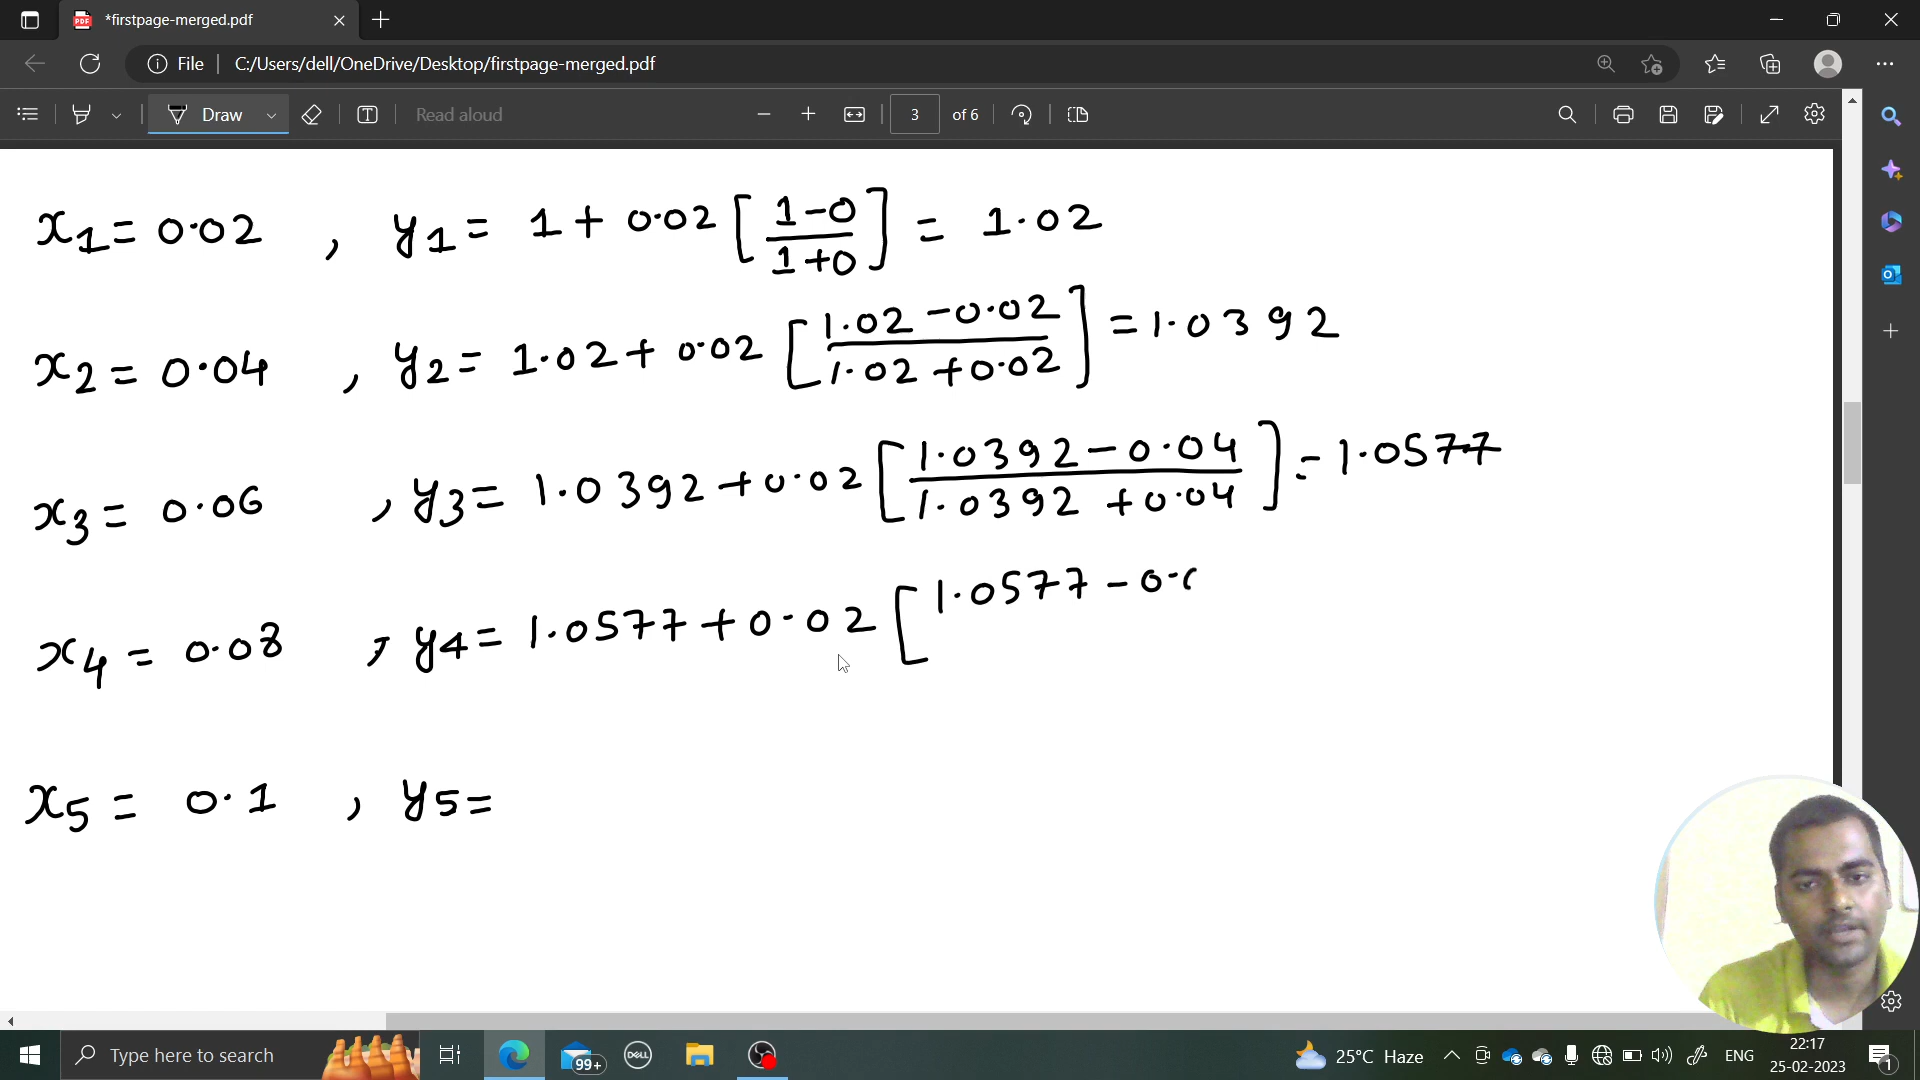 *firstpage-merged.pdf
File C:/Users/dell/OneDrive/Desktop/firstpage-merged.pdf
Draw Read aloud 3 of 6
x1= 0.02 , y1= 1 + 0.02 [ 1-0 / 1+0 ] = 1.02
x2 = 0.04 , y2= 1.02 + 0.02 [ 1.02 - 0.02 / 1.02 + 0.02 ] = 1.0392
x3= 0.06 , y3= 1.0392 + 0.02 [ 1.0392 - 0.04 / 1.0392 + 0.04 ] = 1.0577
x4 = 0.08 , y4= 1.0577 + 0.02 [ 1.0577 - 0.
x5 = 0.1 , y5=
Type here to search 99+ DELL 25°C Haze ENG 22:17
25-02-2023 1